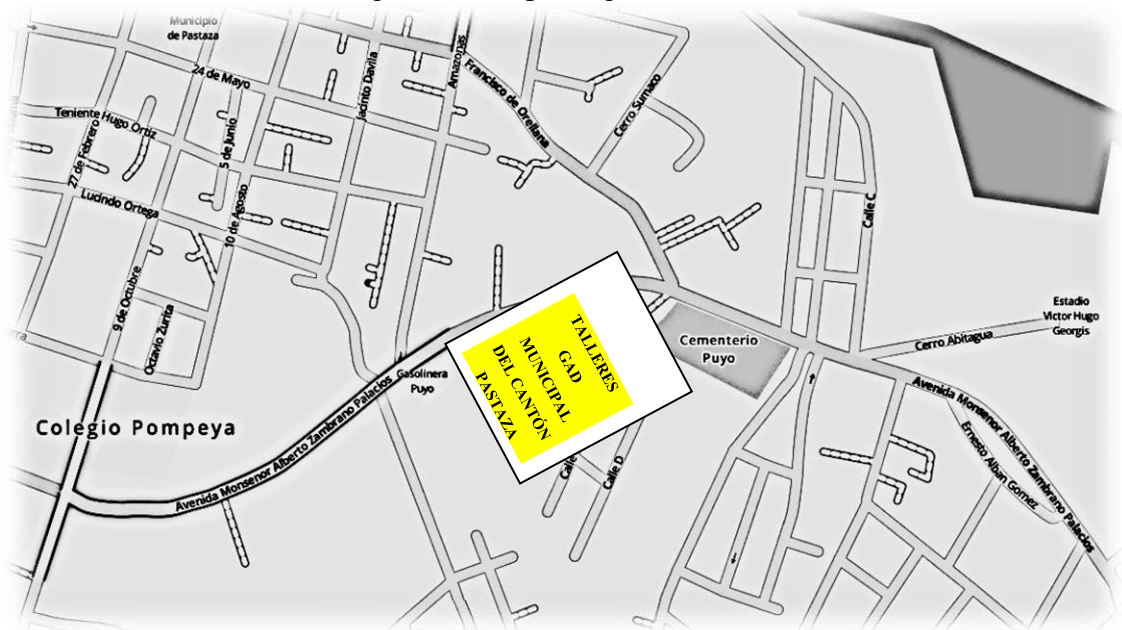 Municipio
de Pastaza
24 de Mayo
Jacinto Davila
Amazonas
Francisco de Orellana
Cerro Sumaco
Teniente Hugo Ortiz
27 de Febrero
5 de Junio
Lucindo Ortega
10 de Agosto
Calle C
9 de Octubre
Octavio Zurita
TALLERES
GAD
MUNICIPAL
DEL CANTÓN
PASTAZA
Cementerio
Puyo
Estadio
Victor Hugo
Georgis
Cerro Abitagua
Gasolinera
Puyo
Avenida Monsenor Alberto Zambrano Palacios
Colegio Pompeya
Avenida Monsenor Alberto Zambrano Palacios
Ernesto Alban Gomez
Calle
Calle D